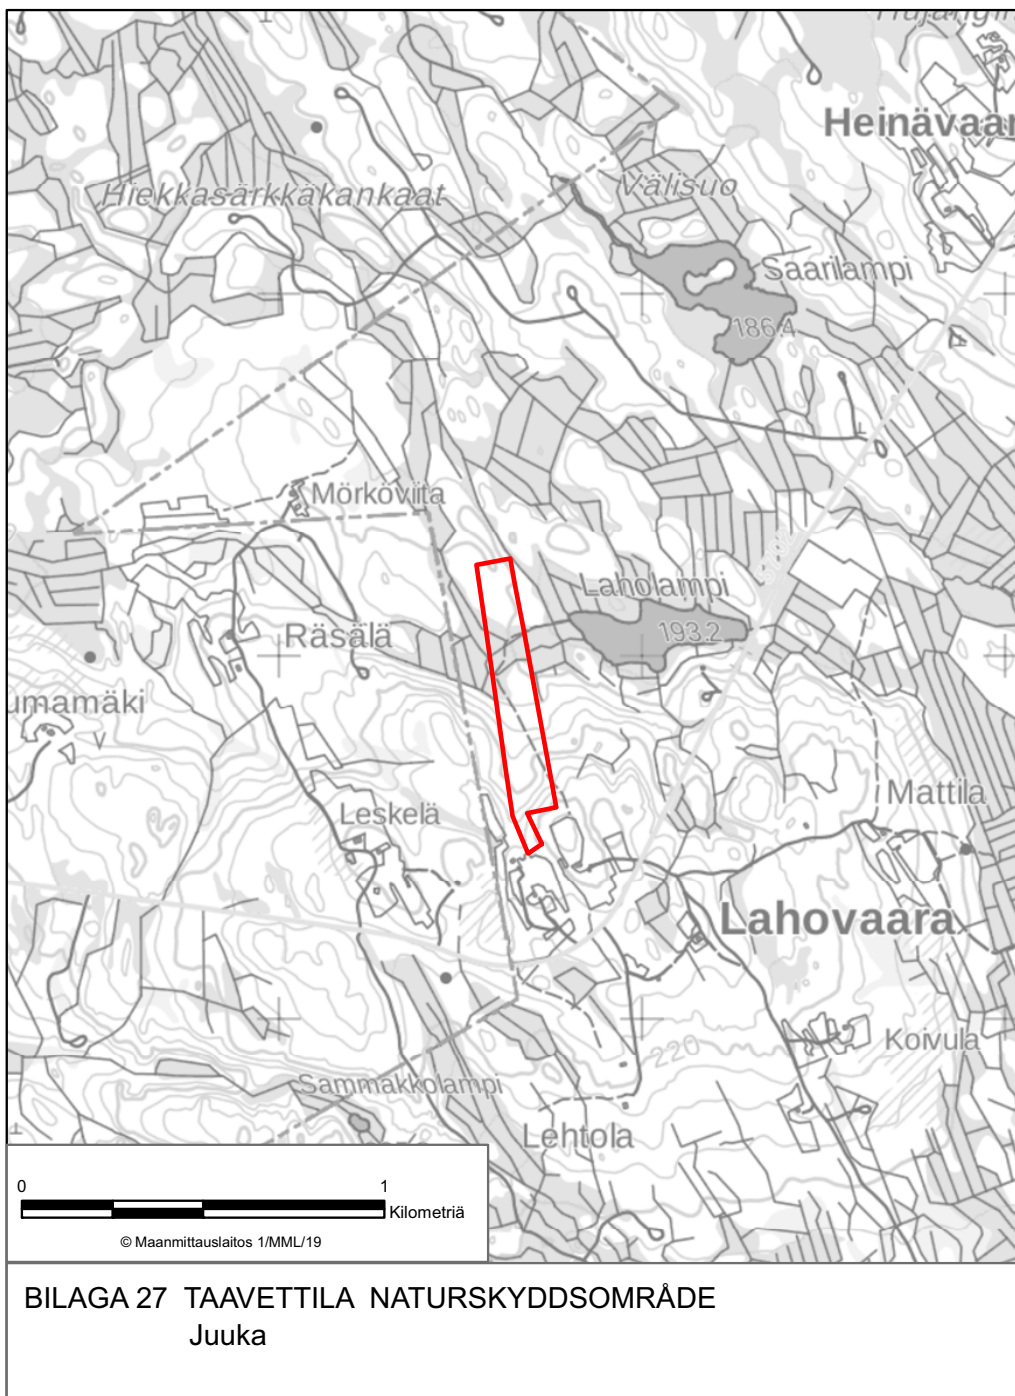 Heinävaar
Hiekkasärkkäkankaat
Välisuo
Saarilampi
186.4
Mörköviita
Laholampi
193.2
Räsälä
umamäki
Leskelä
Mattila
Lahovaara
Koivula
220
Sammakkolampi
Lehtola
0 1
Kilometriä
© Maanmittauslaitos 1/MML/19
BILAGA 27 TAAVETTILA NATURSKYDDSOMRÅDE
Juuka